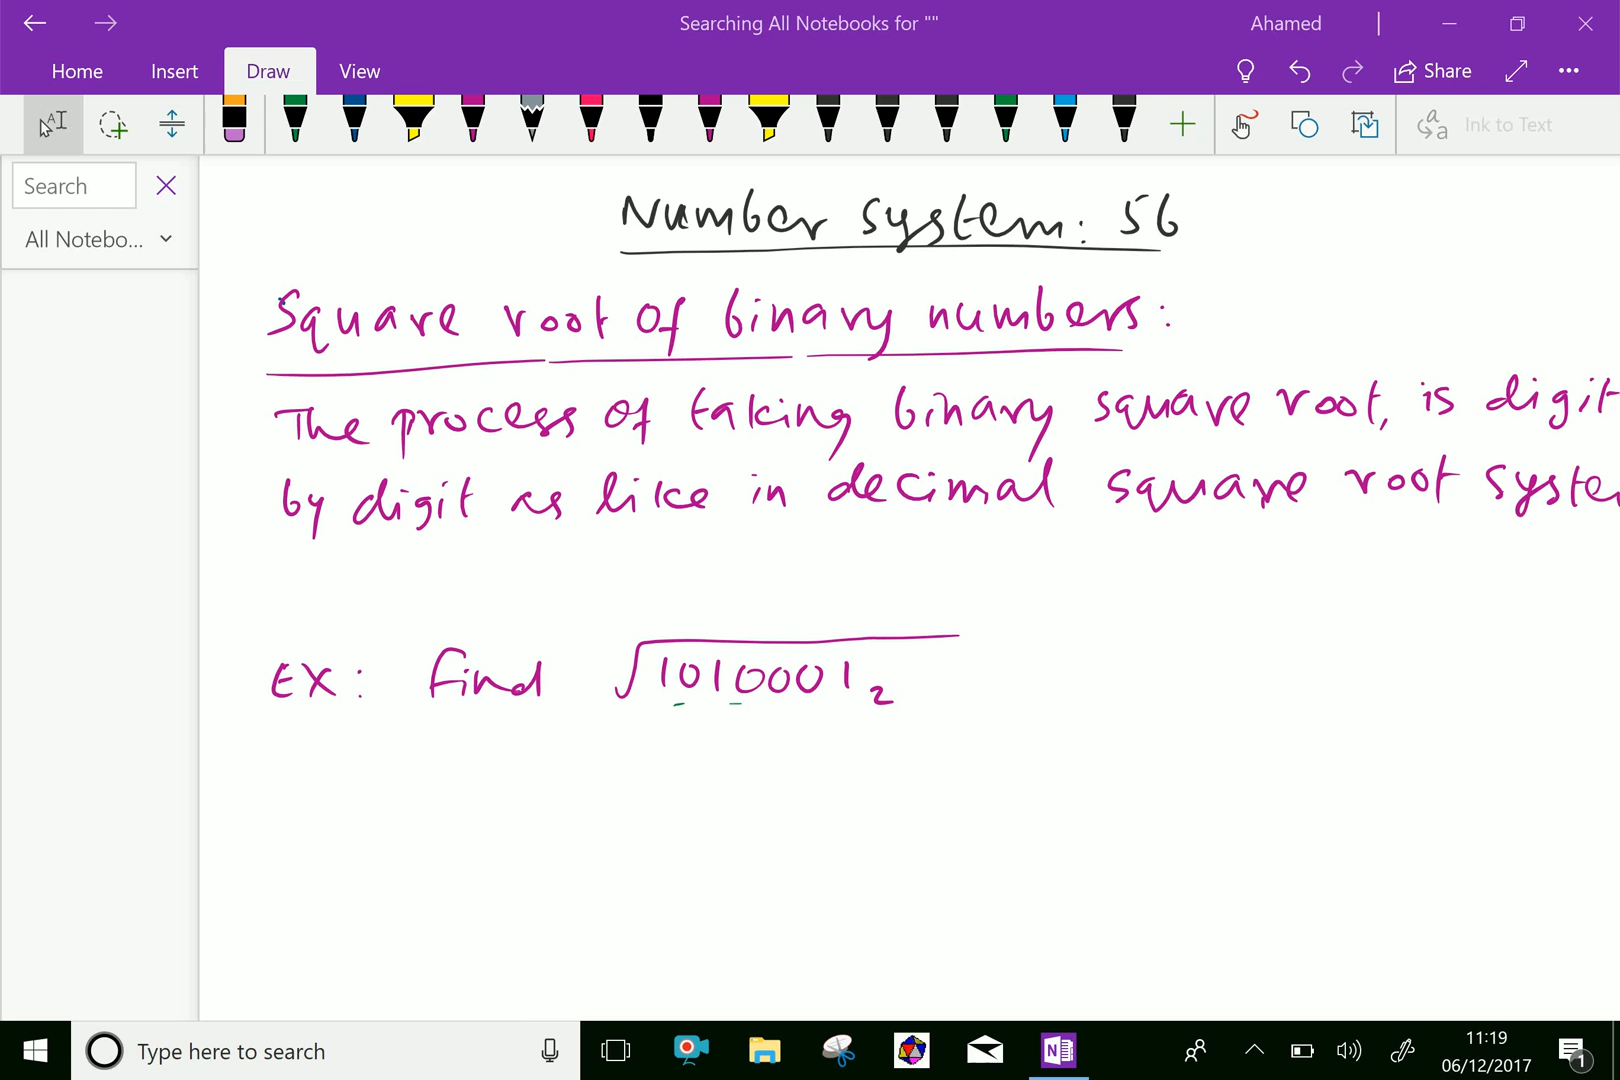 Searching All Notebooks for ""
Ahamed
Home Insert Draw View
Share
Ink to Text
Search
All Notebo...
Number system: 56
Square root of binary numbers:
The process of taking binary square root, is digit
by digit as like in decimal square root system
EX: find √1010001₂
Type here to search
11:19
06/12/2017
1